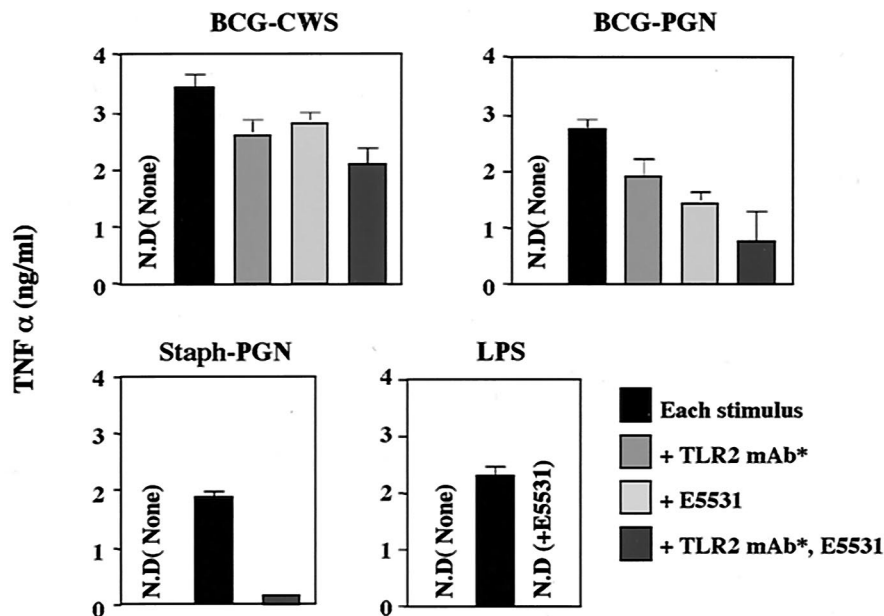 BCG-CWS
4
3
2
1
0
N.D( None)
BCG-PGN
4
3
2
1
0
N.D( None)
TNF α (ng/ml)
Staph-PGN
4
3
2
1
0
N.D( None)
LPS
4
3
2
1
0
N.D( None)
N.D (+E5531)
Each stimulus
+ TLR2 mAb*
+ E5531
+ TLR2 mAb*, E5531